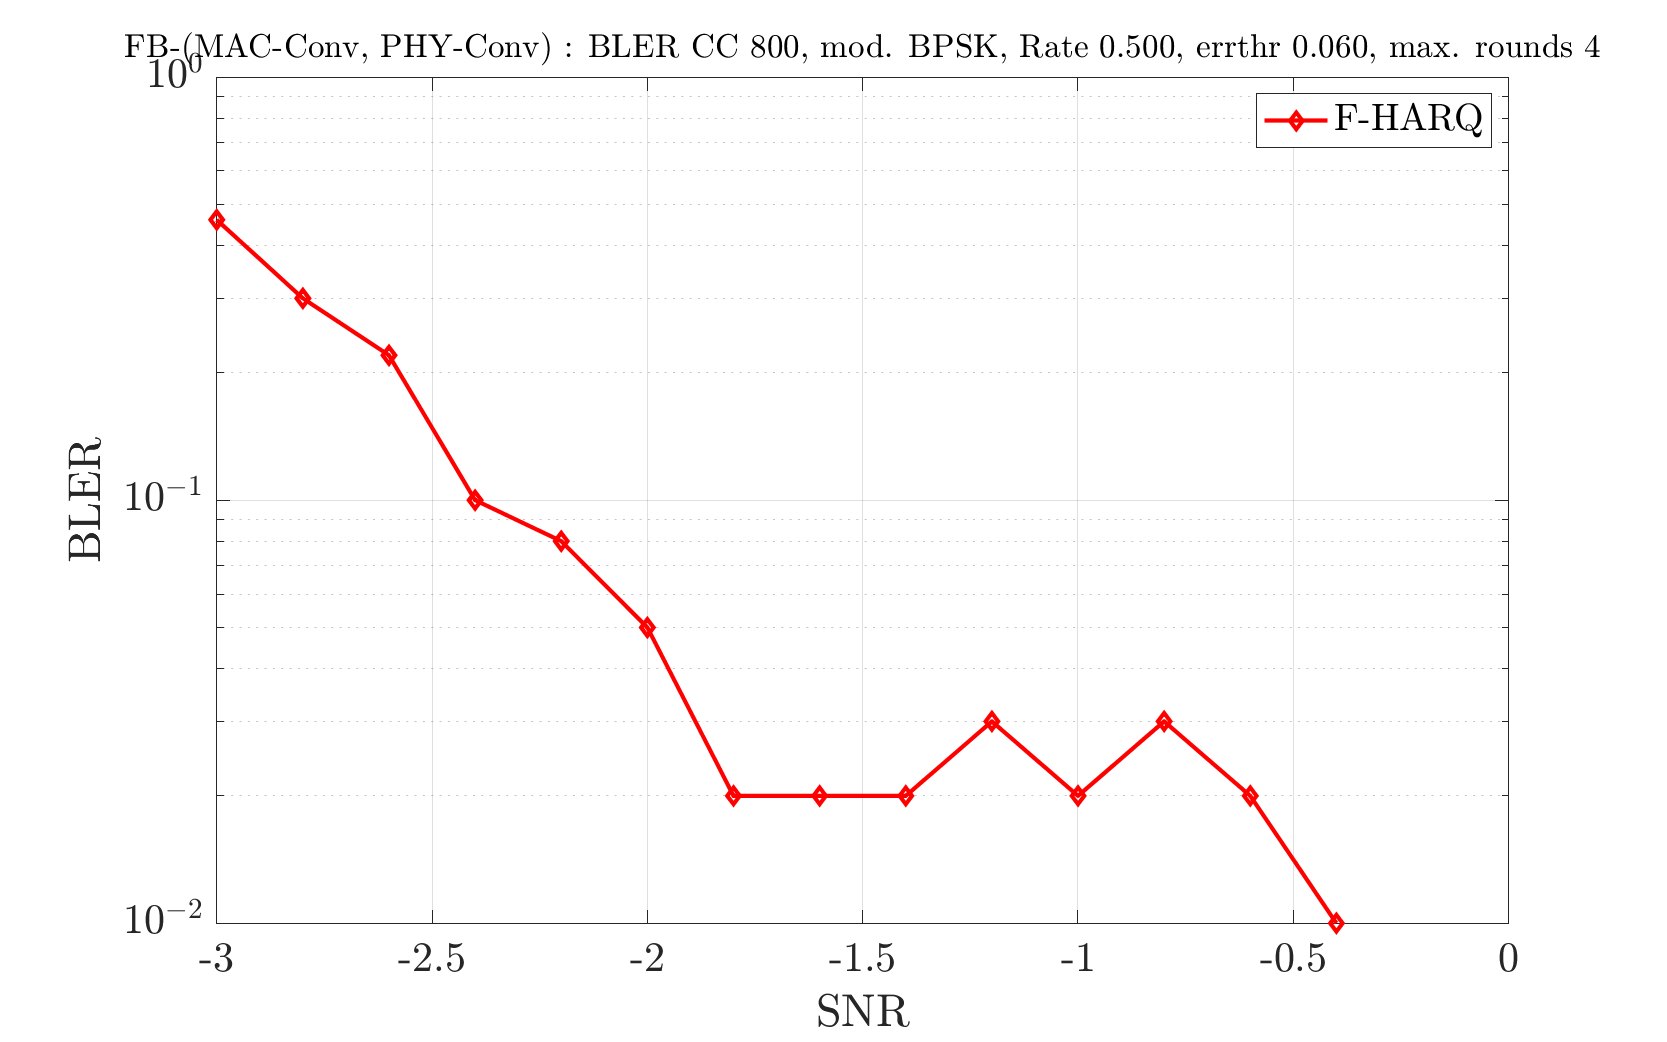 FB-(MAC-Conv, PHY-Conv) : BLER CC 800, mod. BPSK, Rate 0.500, errthr 0.060, max. rounds 4
10^0
F-HARQ
BLER
10^{-1}
10^{-2}
-3 -2.5 -2 -1.5 -1 -0.5 0
SNR